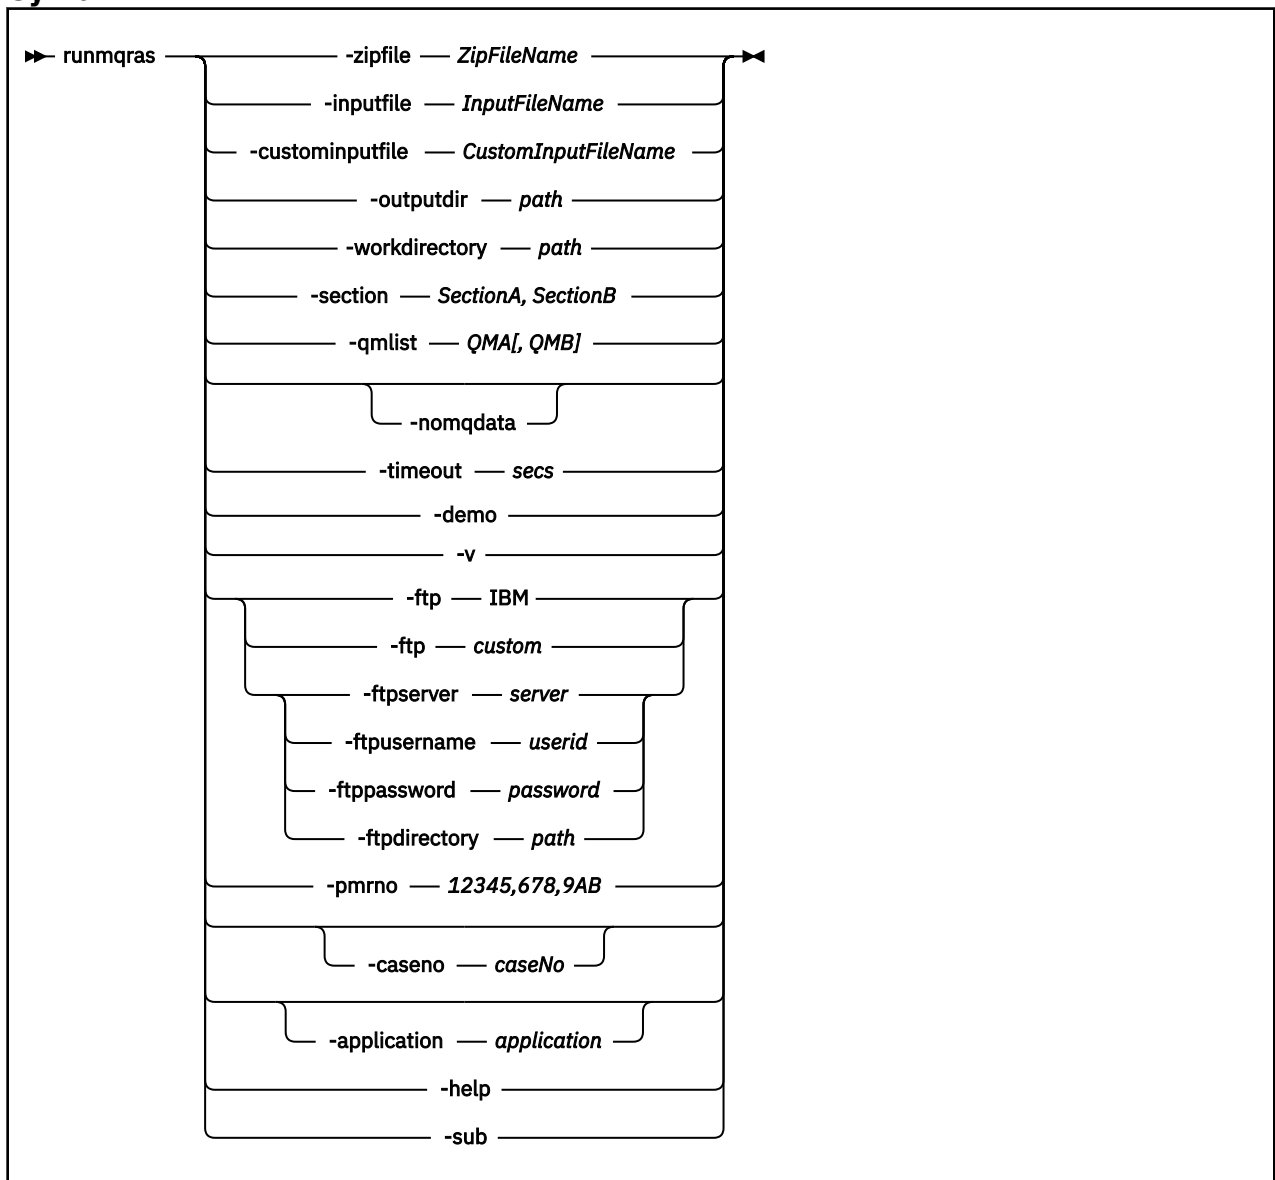 runmqras -zipfile ZipFileName
-inputfile InputFileName
-custominputfile CustomInputFileName
-outputdir path
-workdirectory path
-section SectionA, SectionB
-qmlist QMA[, QMB]
-nomqdata
-timeout secs
-demo
-v
-ftp IBM
-ftp custom
-ftpserver server
-ftpusername userid
-ftppassword password
-ftpdirectory path
-pmrno 12345,678,9AB
-caseno caseNo
-application application
-help
-sub